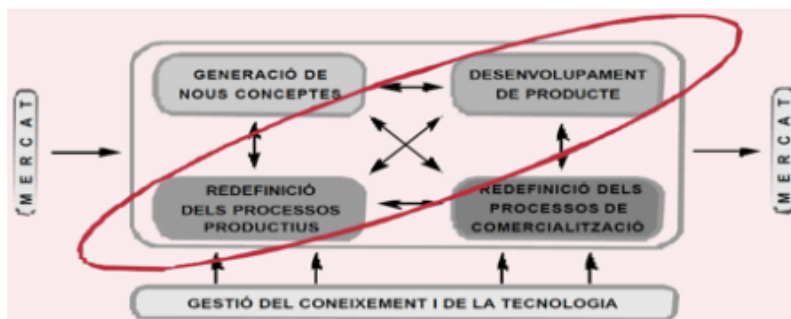 MERCAT
GENERACIÓ DE
NOUS CONCEPTES
DESENVOLUPAMENT
DE PRODUCTE
REDEFINICIÓ
DELS PROCESSOS
PRODUCTIUS
REDEFINICIÓ DELS
PROCESSOS DE
COMERCIALITZACIÓ
MERCAT
GESTIÓ DEL CONEIXEMENT I DE LA TECNOLOGIA